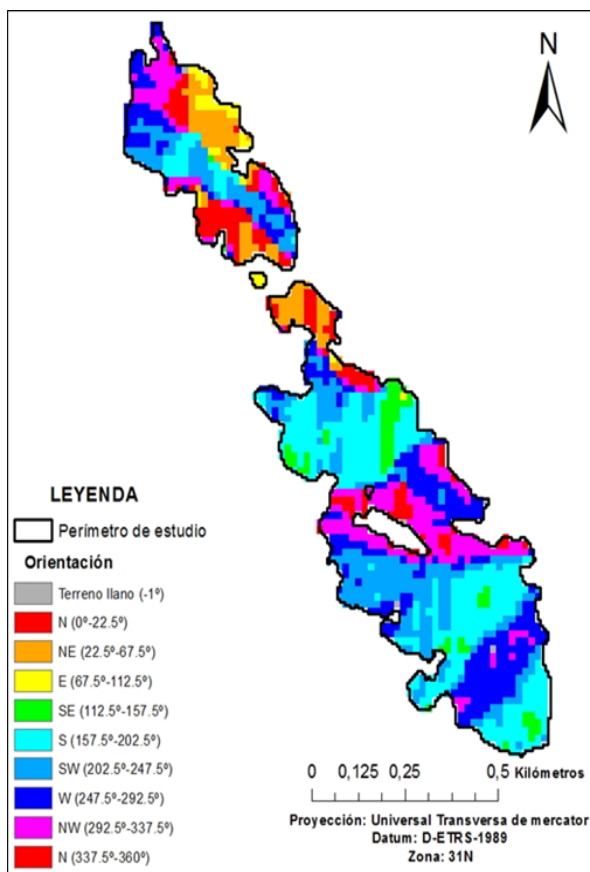 N
LEYENDA
Perímetro de estudio
Orientación
Terreno llano (-1º)
N (0º-22.5º)
NE (22.5º-67.5º)
E (67.5º-112.5º)
SE (112.5º-157.5º)
S (157.5º-202.5º)
SW (202.5º-247.5º)
W (247.5º-292.5º)
NW (292.5º-337.5º)
N (337.5º-360º)
0 0,125 0,25 0,5 Kilómetros
Proyección: Universal Transversa de mercator
Datum: D-ETRS-1989
Zona: 31N